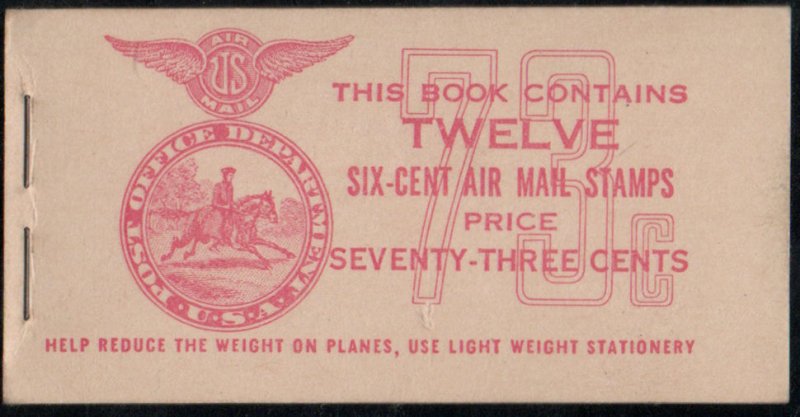 AIR
US
MAIL
POST OFFICE DEPARTMENT
U.S.A.
73c
THIS BOOK CONTAINS
TWELVE
SIX-CENT AIR MAIL STAMPS
PRICE
SEVENTY-THREE CENTS
HELP REDUCE THE WEIGHT ON PLANES, USE LIGHT WEIGHT STATIONERY